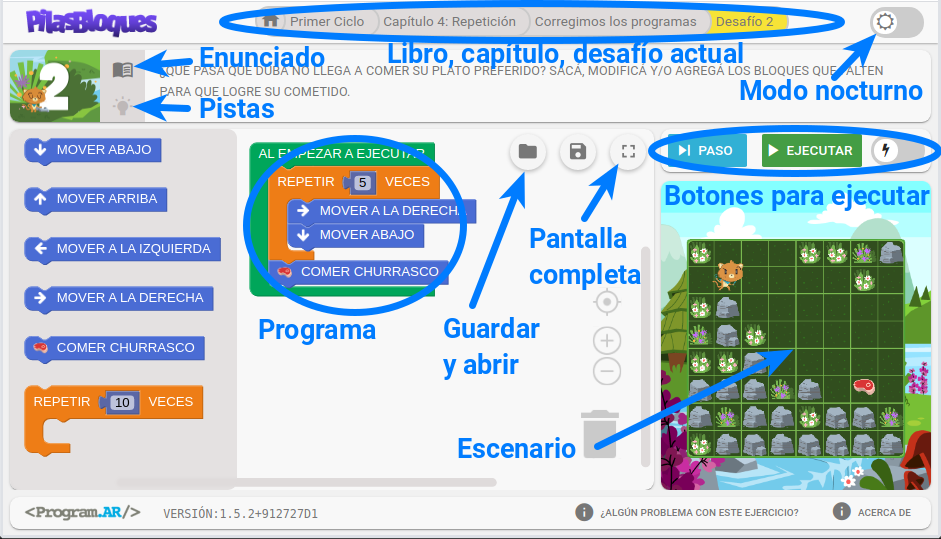 PilasBloques
Primer Ciclo
Capítulo 4: Repetición
Corregimos los programas
Desafío 2
Libro, capítulo, desafío actual
Enunciado
Pistas
Modo nocturno
2
¿QUÉ PASA QUE DUBA NO LLEGA A COMER SU PLATO PREFERIDO? SACÁ, MODIFICÁ Y/O AGREGÁ LOS BLOQUES QUE FALTEN
PARA QUE LOGRE SU COMETIDO.
MOVER ABAJO
MOVER ARRIBA
MOVER A LA IZQUIERDA
MOVER A LA DERECHA
COMER CHURRASCO
REPETIR 10 VECES
AL EMPEZAR A EJECUTAR
REPETIR 5 VECES
MOVER A LA DERECHA
MOVER ABAJO
COMER CHURRASCO
Programa
Guardar
y abrir
Pantalla
completa
PASO
EJECUTAR
Botones para ejecutar
Escenario
<Program.AR/>
VERSIÓN:1.5.2+912727D1
¿ALGÚN PROBLEMA CON ESTE EJERCICIO?
ACERCA DE